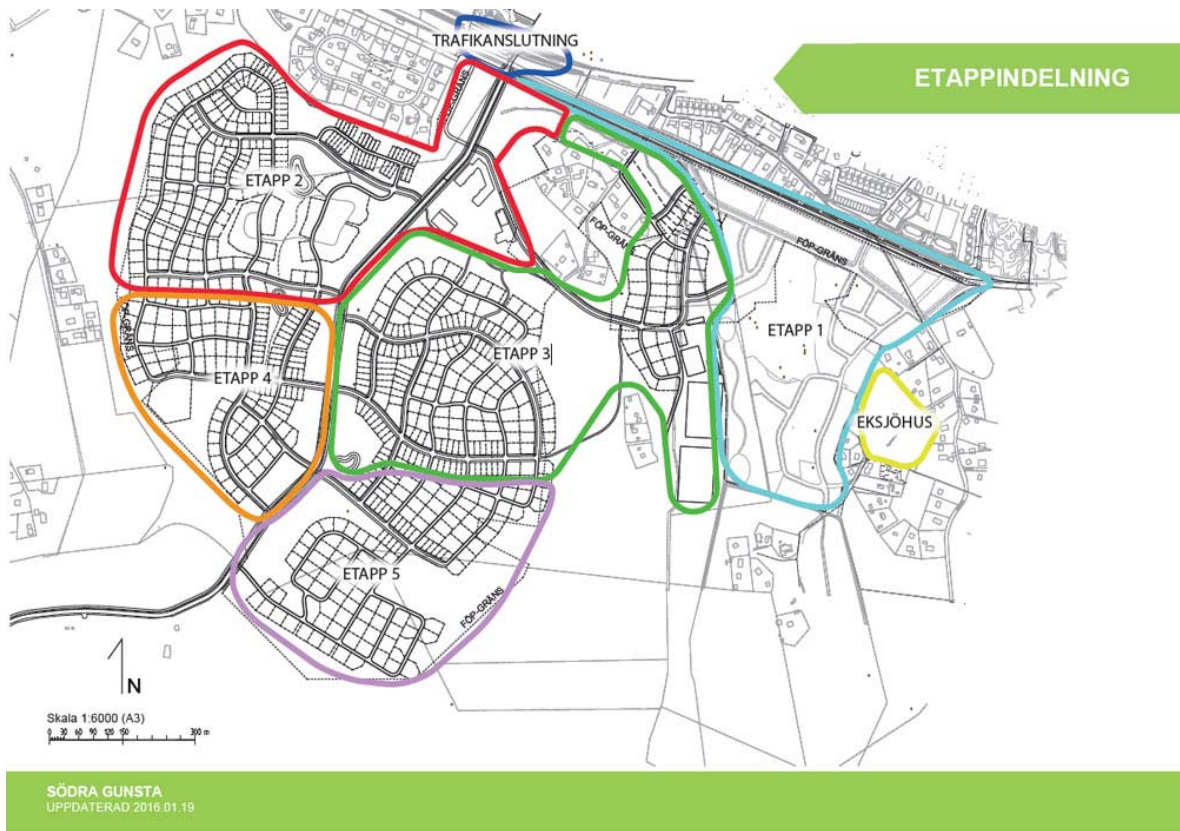 TRAFIKANSLUTNING
ETAPPINDELNING
ETAPP 2
FÖP-GRÄNS
FÖP-GRÄNS
ETAPP 1
ETAPP 3
ETAPP 4
EKSJÖHUS
ETAPP 5
FÖP-GRÄNS
N
Skala 1:6000 (A3)
0 30 60 90 120 150 300 m
SÖDRA GUNSTA
UPPDATERAD 2016.01.19